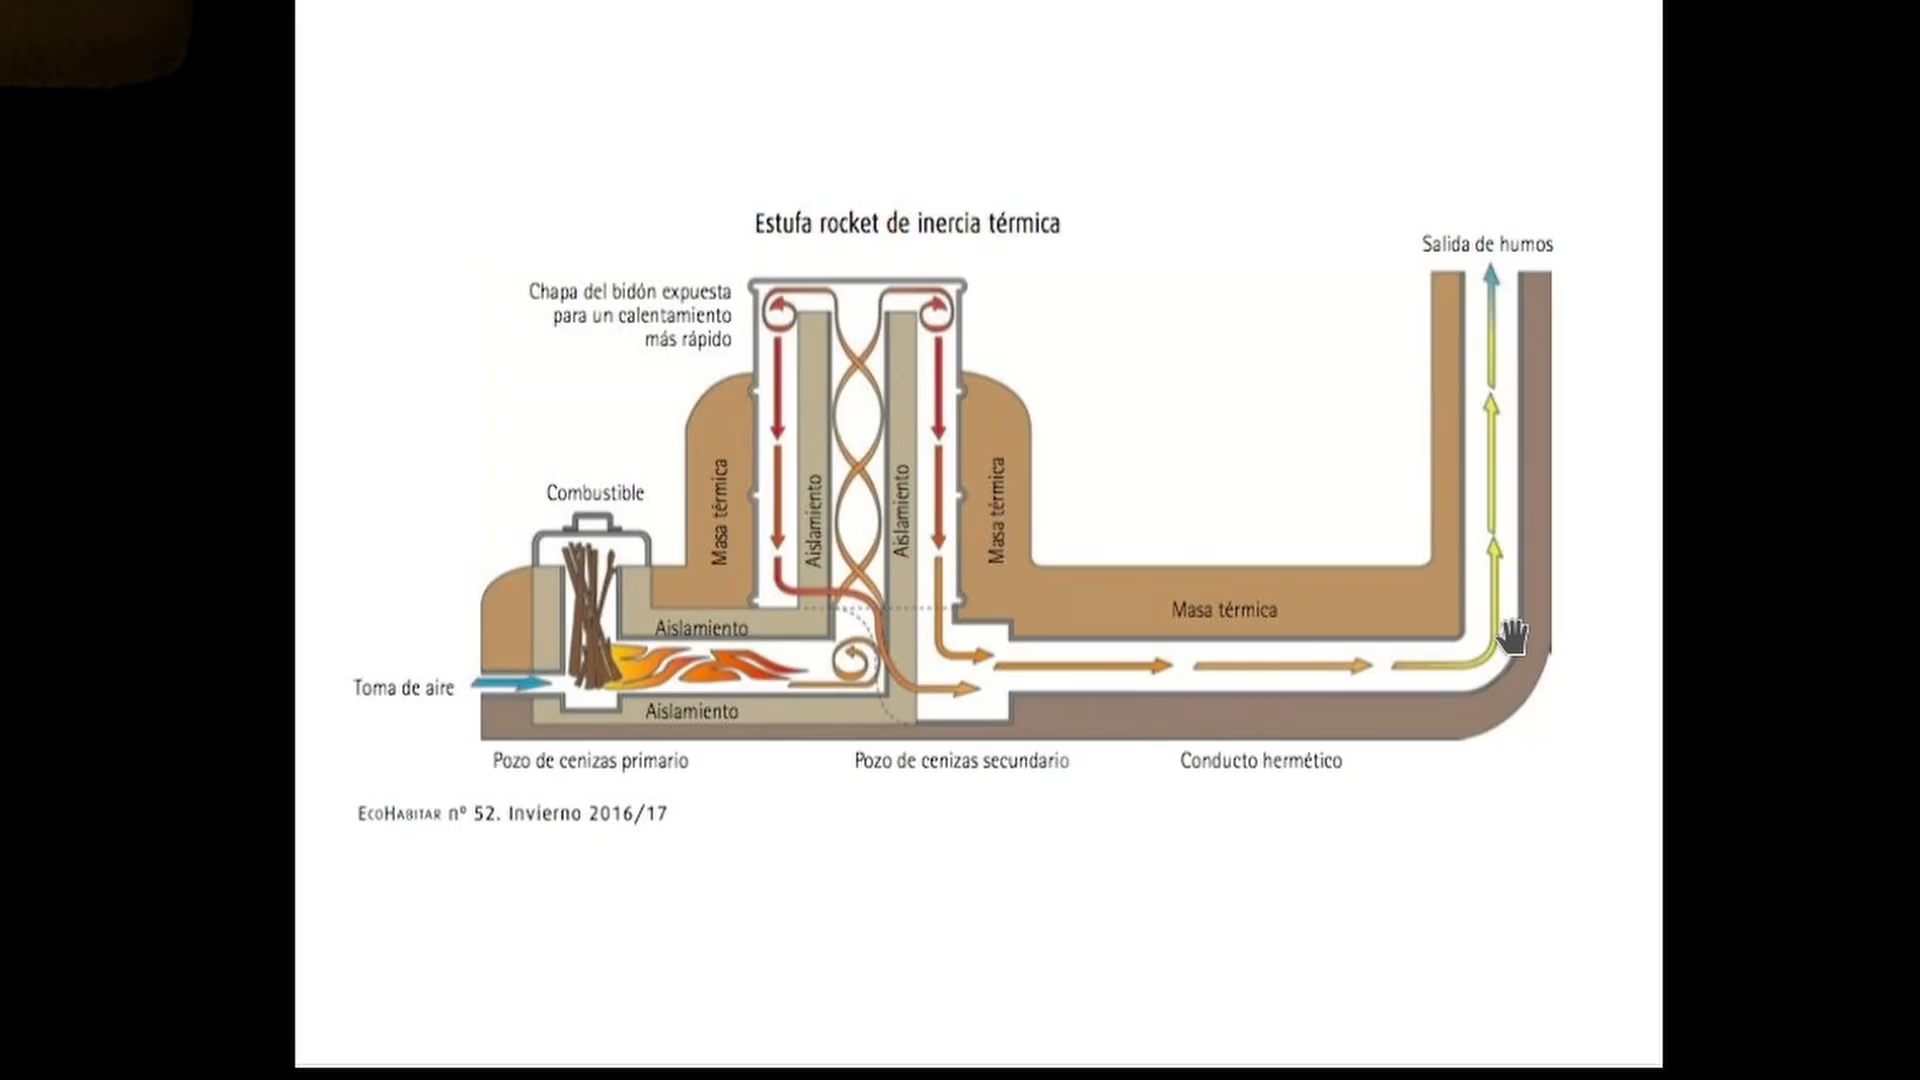 Estufa rocket de inercia térmica
Salida de humos
Chapa del bidón expuesta
para un calentamiento
más rápido
Combustible
Masa térmica
Aislamiento
Aislamiento
Masa térmica
Masa térmica
Aislamiento
Toma de aire
Aislamiento
Pozo de cenizas primario
Pozo de cenizas secundario
Conducto hermético
EcoHabitar nº 52. Invierno 2016/17